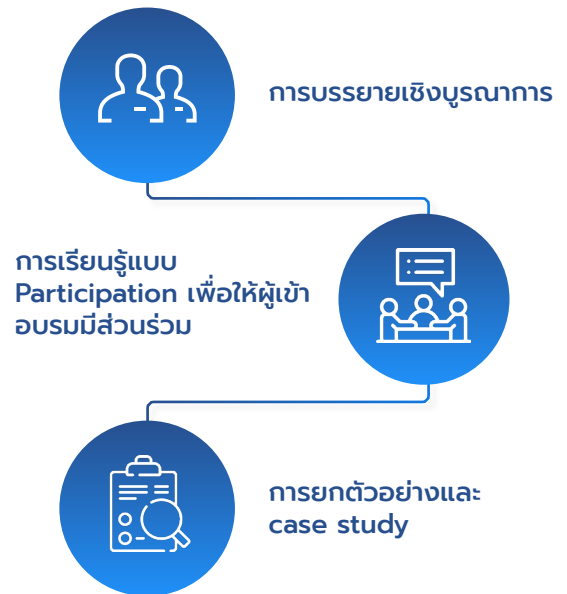 การบรรยายเชิงบูรณาการ
การเรียนรู้แบบ
Participation เพื่อให้ผู้เข้า
อบรมมีส่วนร่วม
การยกตัวอย่างและ
case study